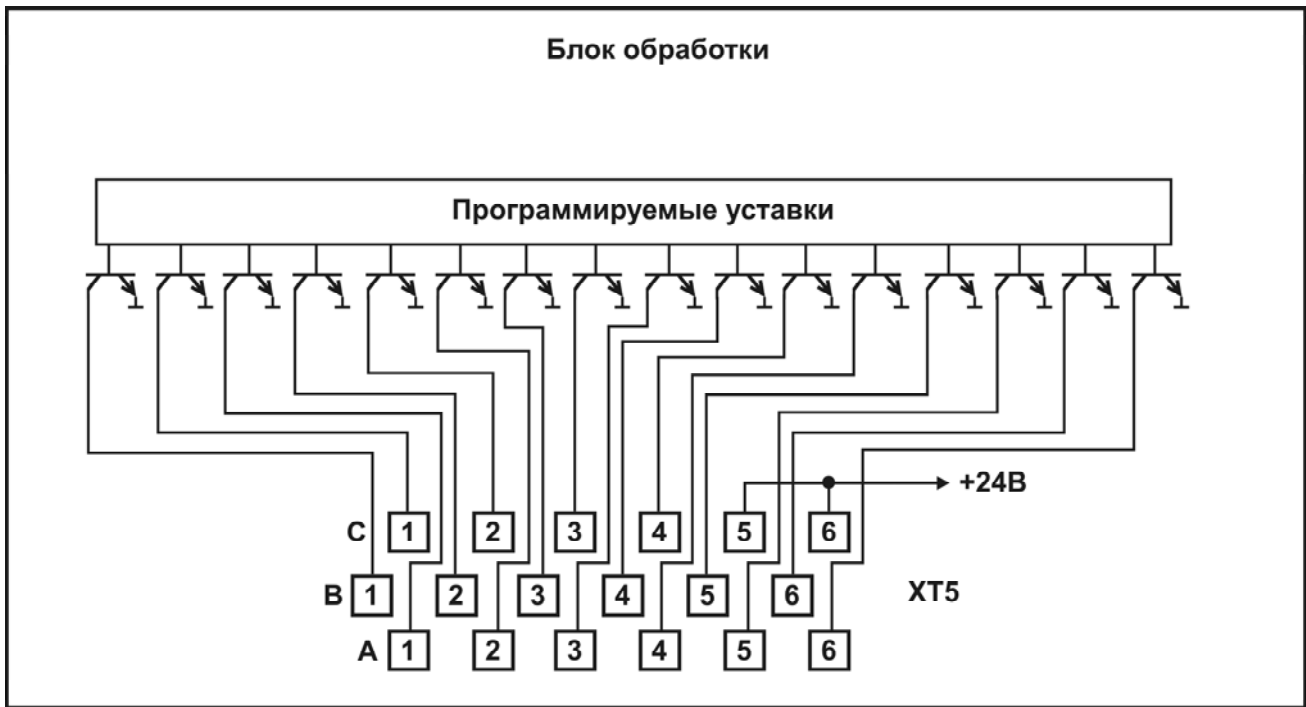 Блок обработки
Программируемые уставки
+24В
С 1 2 3 4 5 6
В 1 2 3 4 5 6 XT5
А 1 2 3 4 5 6